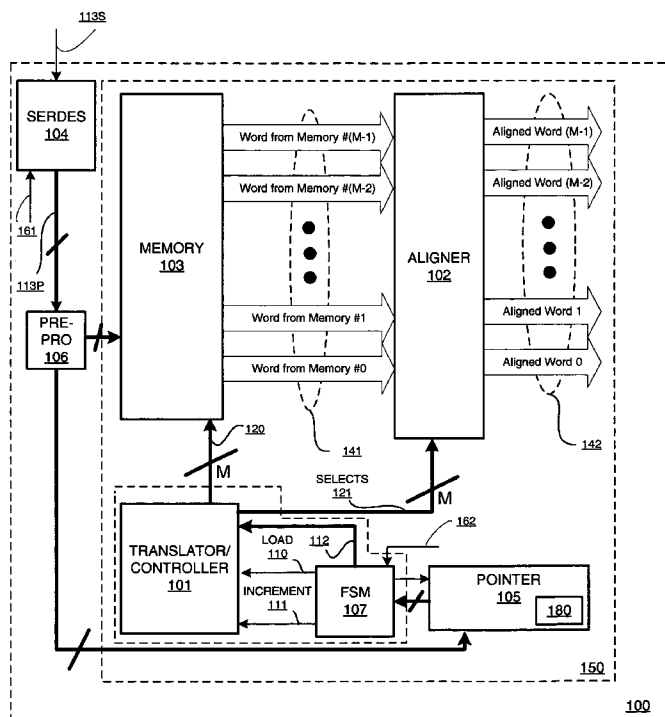 113S
SERDES
104
161
113P
PRE-
PRO
106
MEMORY
103
Word from Memory #(M-1)
Word from Memory #(M-2)
Word from Memory #1
Word from Memory #0
141
ALIGNER
102
Aligned Word (M-1)
Aligned Word (M-2)
Aligned Word 1
Aligned Word 0
142
120
M
SELECTS
121
M
TRANSLATOR/
CONTROLLER
101
LOAD
110
112
INCREMENT
111
FSM
107
162
POINTER
105
180
150
100